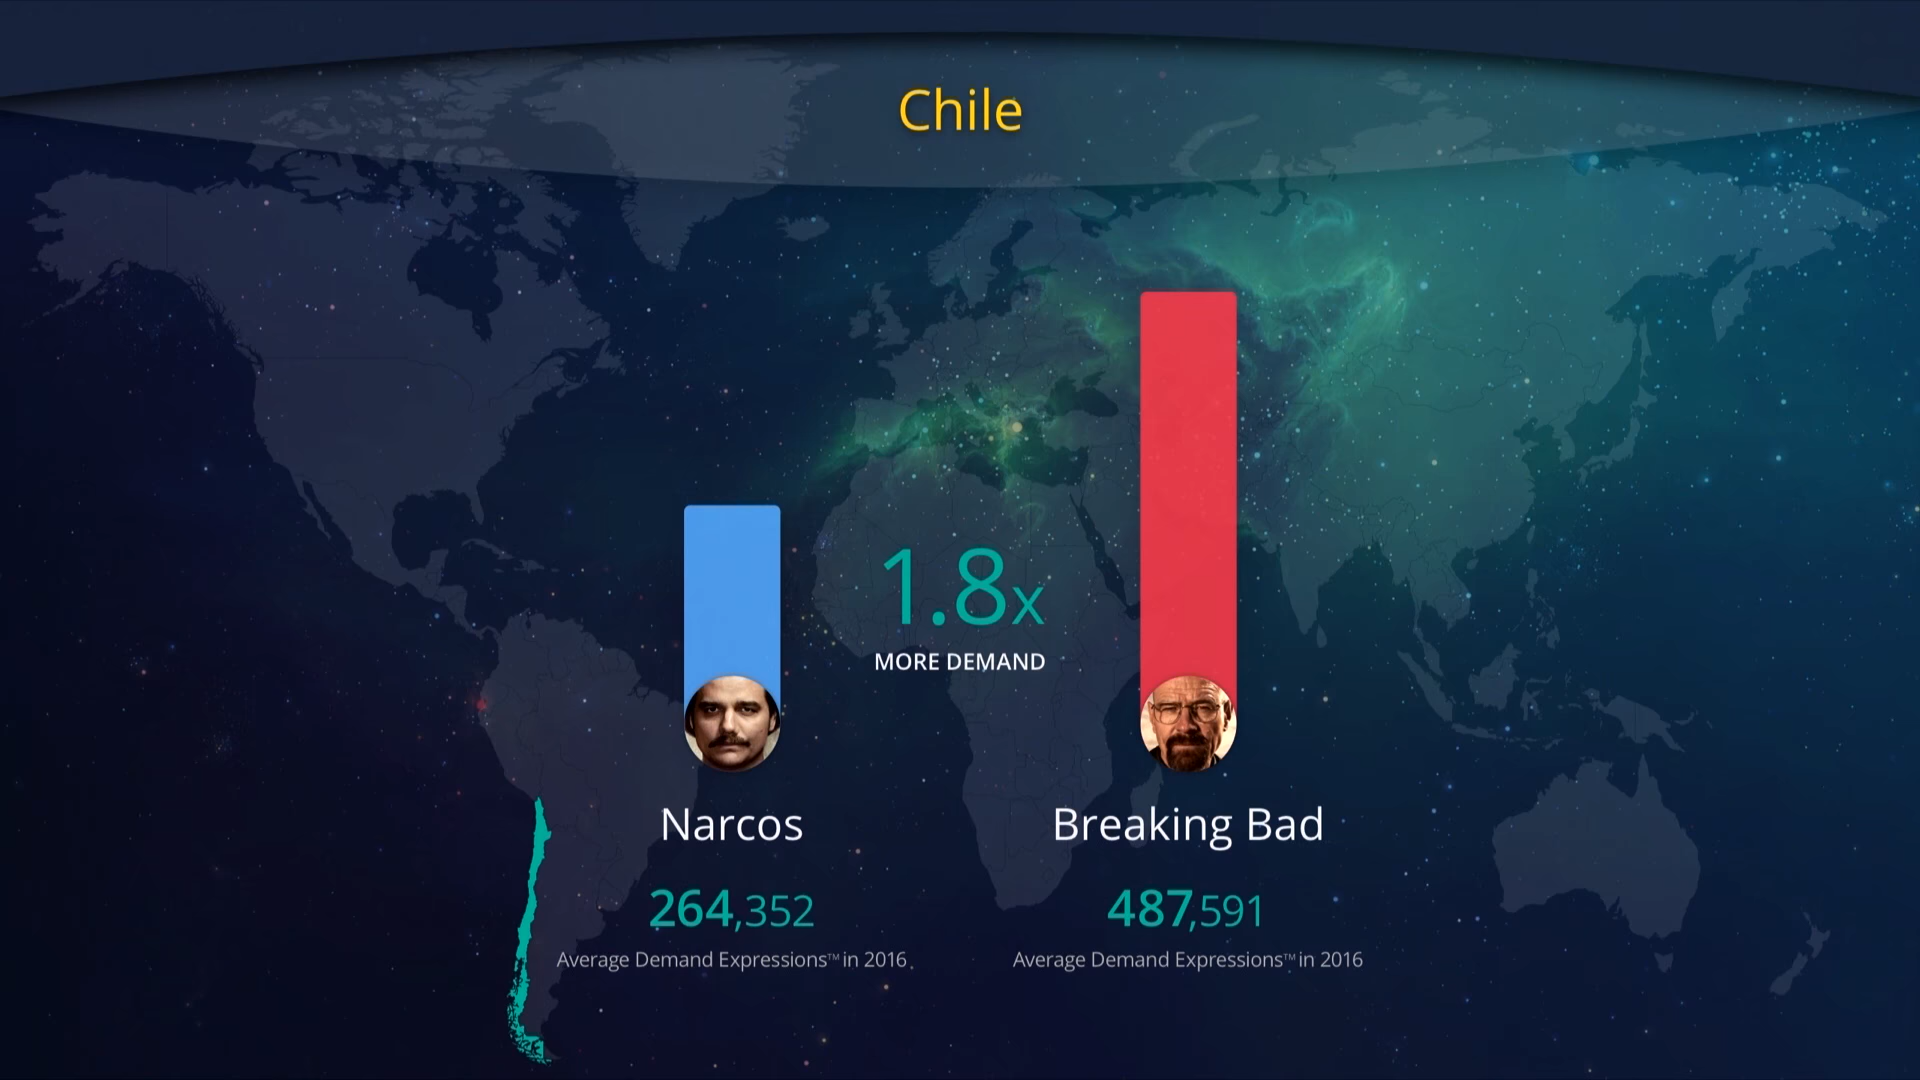 Chile
1.8x
MORE DEMAND
Narcos
Breaking Bad
264,352
487,591
Average Demand Expressions™ in 2016
Average Demand Expressions™ in 2016